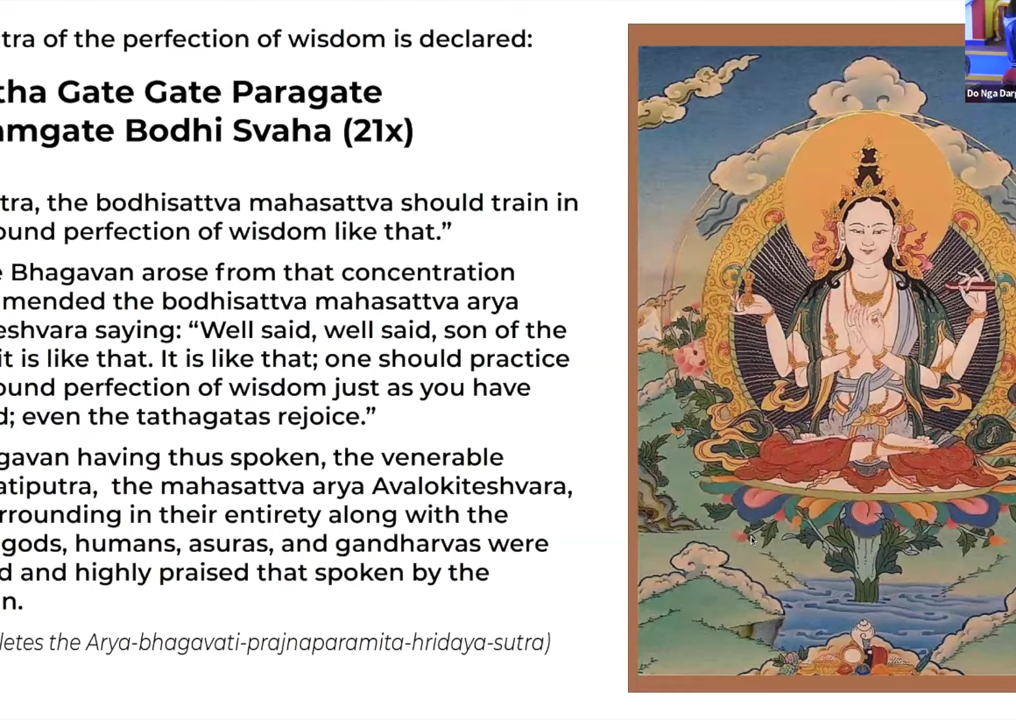 tra of the perfection of wisdom is declared:
tha Gate Gate Paragate
amgate Bodhi Svaha (21x)
tra, the bodhisattva mahasattva should train in
ound perfection of wisdom like that.”
e Bhagavan arose from that concentration
mended the bodhisattva mahasattva arya
eshvara saying: “Well said, well said, son of the
it is like that. It is like that; one should practice
ound perfection of wisdom just as you have
d; even the tathagatas rejoice.”
gavan having thus spoken, the venerable
atiputra, the mahasattva arya Avalokiteshvara,
rrounding in their entirety along with the
gods, humans, asuras, and gandharvas were
d and highly praised that spoken by the
n.
letes the Arya-bhagavati-prajnaparamita-hridaya-sutra)
Do Nga Darg